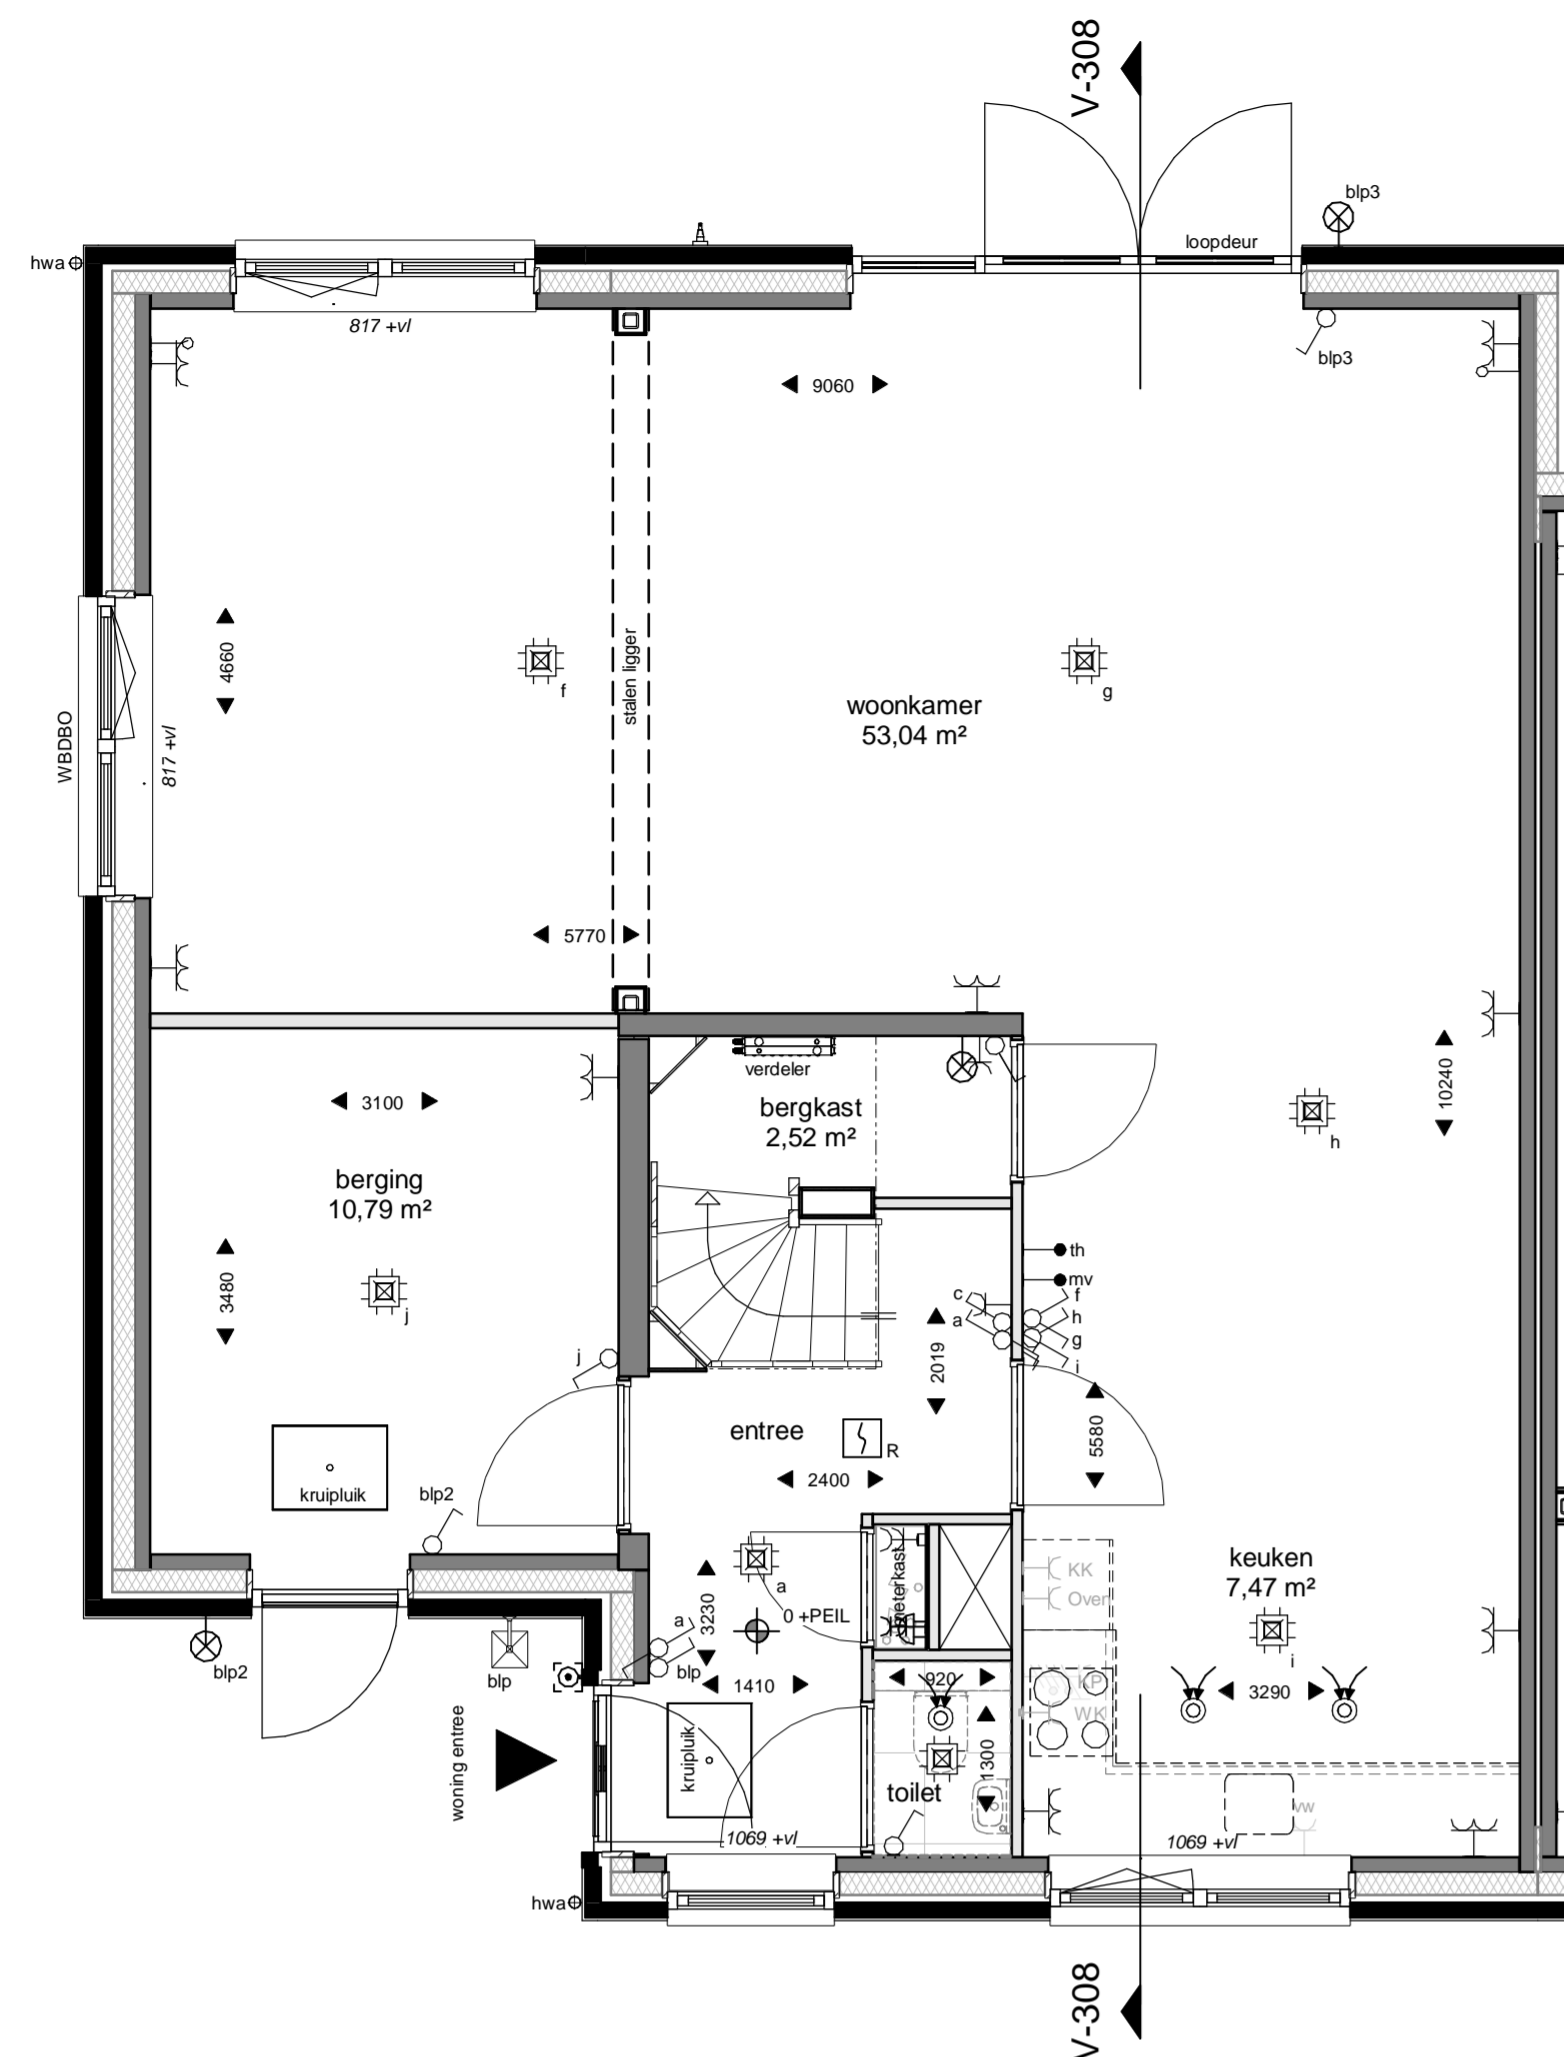 V-308
blp3
loopdeur
hwa
817 +vl
blp3
9060
4660
stalen ligger
f
g
woonkamer
53,04 m²
WBDBO
817 +vl
5770
verdeler
bergkast
2,52 m²
3100
10240
h
berging
10,79 m²
th
mv
c
f
a
h
g
i
3480
j
2019
j
entree
R
5580
2400
kruipluik
blp2
meterkast
keuken
7,47 m²
KK
Oven
a
0 +PEIL
3230
a
blp
blp2
blp
1410
920
i
KP
WK
3290
woning entree
kruipluik
1300
toilet
vw
1069 +vl
1069 +vl
hwa
V-308